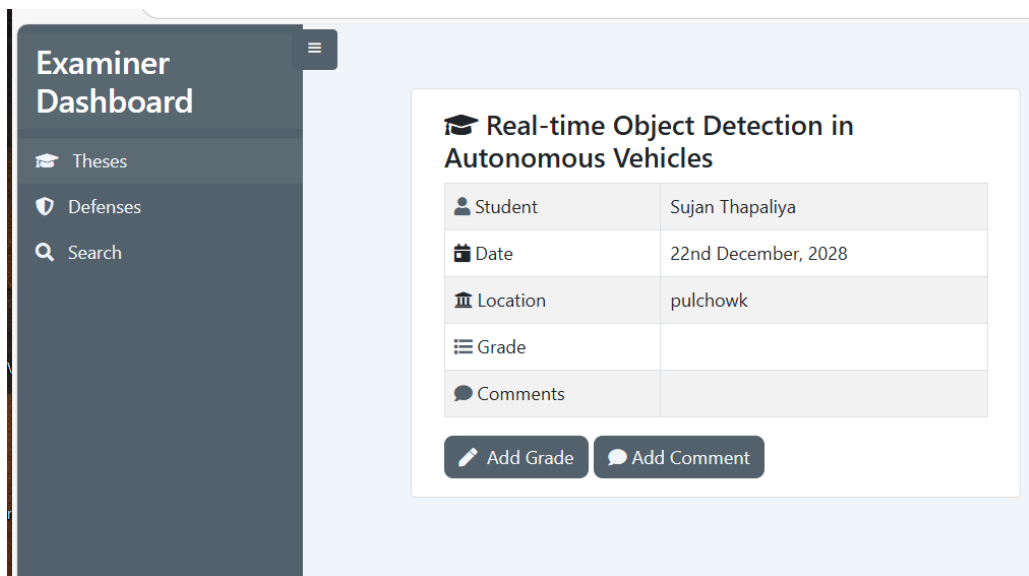 Examiner
Dashboard
Theses
Defenses
Search
Real-time Object Detection in
Autonomous Vehicles
Student Sujan Thapaliya
Date 22nd December, 2028
Location pulchowk
Grade
Comments
Add Grade Add Comment